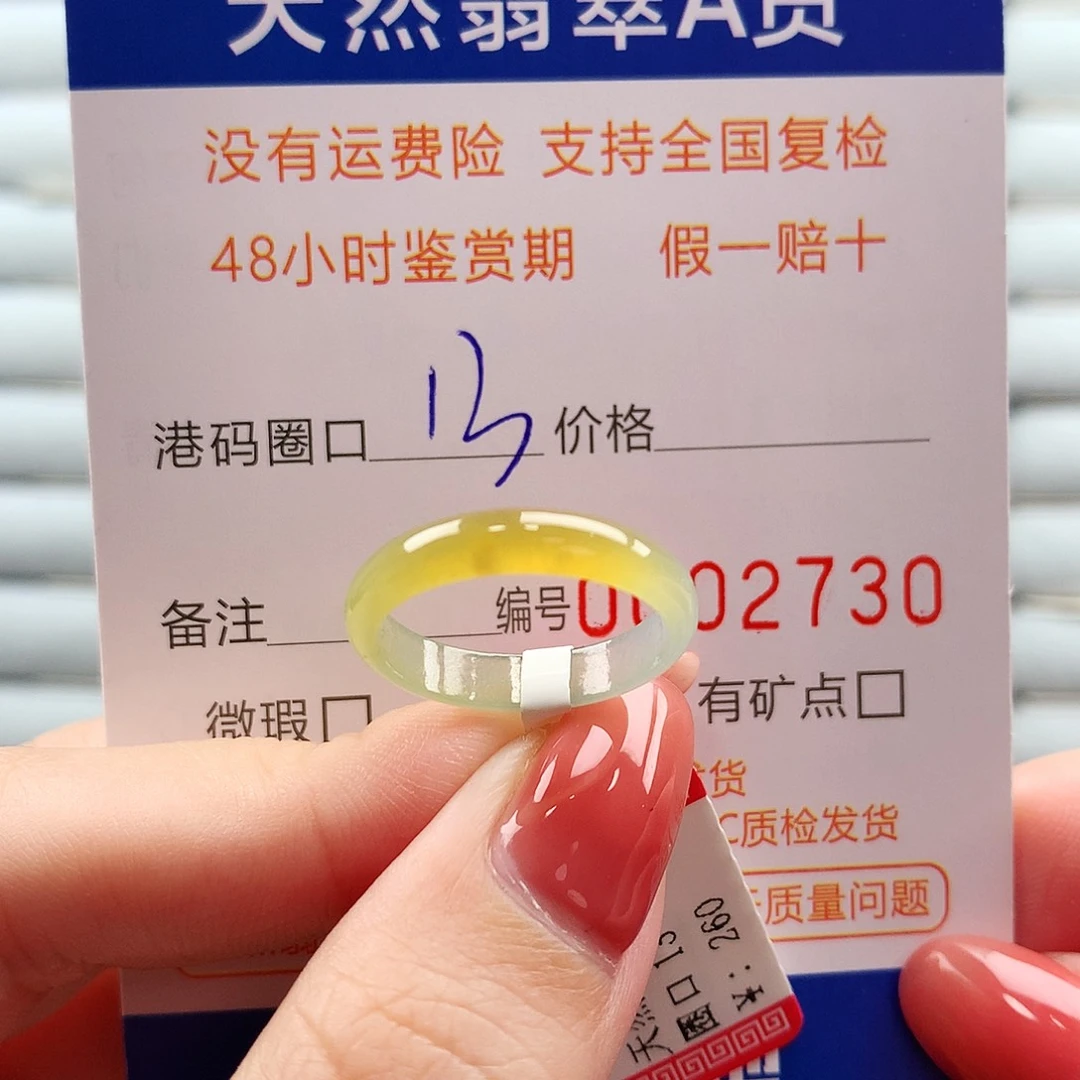 天然翡翠A货
没有运费险 支持全国复检
48小时鉴赏期 假一赔十
港码圈口 13 价格
备注 编号 02730
微瑕□ 有矿点□
货
C质检发货
质量问题
天然
圈口 13
¥: 260